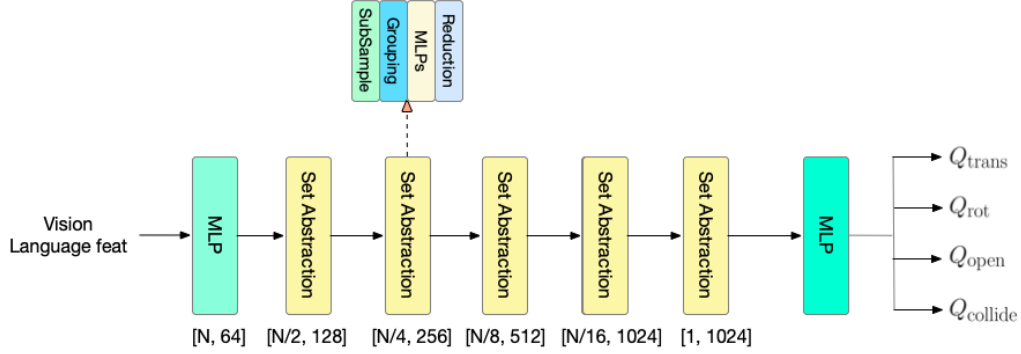 SubSample
Grouping
MLPs
Reduction
Vision
Language feat
MLP
Set Abstraction
Set Abstraction
Set Abstraction
Set Abstraction
Set Abstraction
MLP
Q_trans
Q_rot
Q_open
Q_collide
[N, 64]
[N/2, 128]
[N/4, 256]
[N/8, 512]
[N/16, 1024]
[1, 1024]